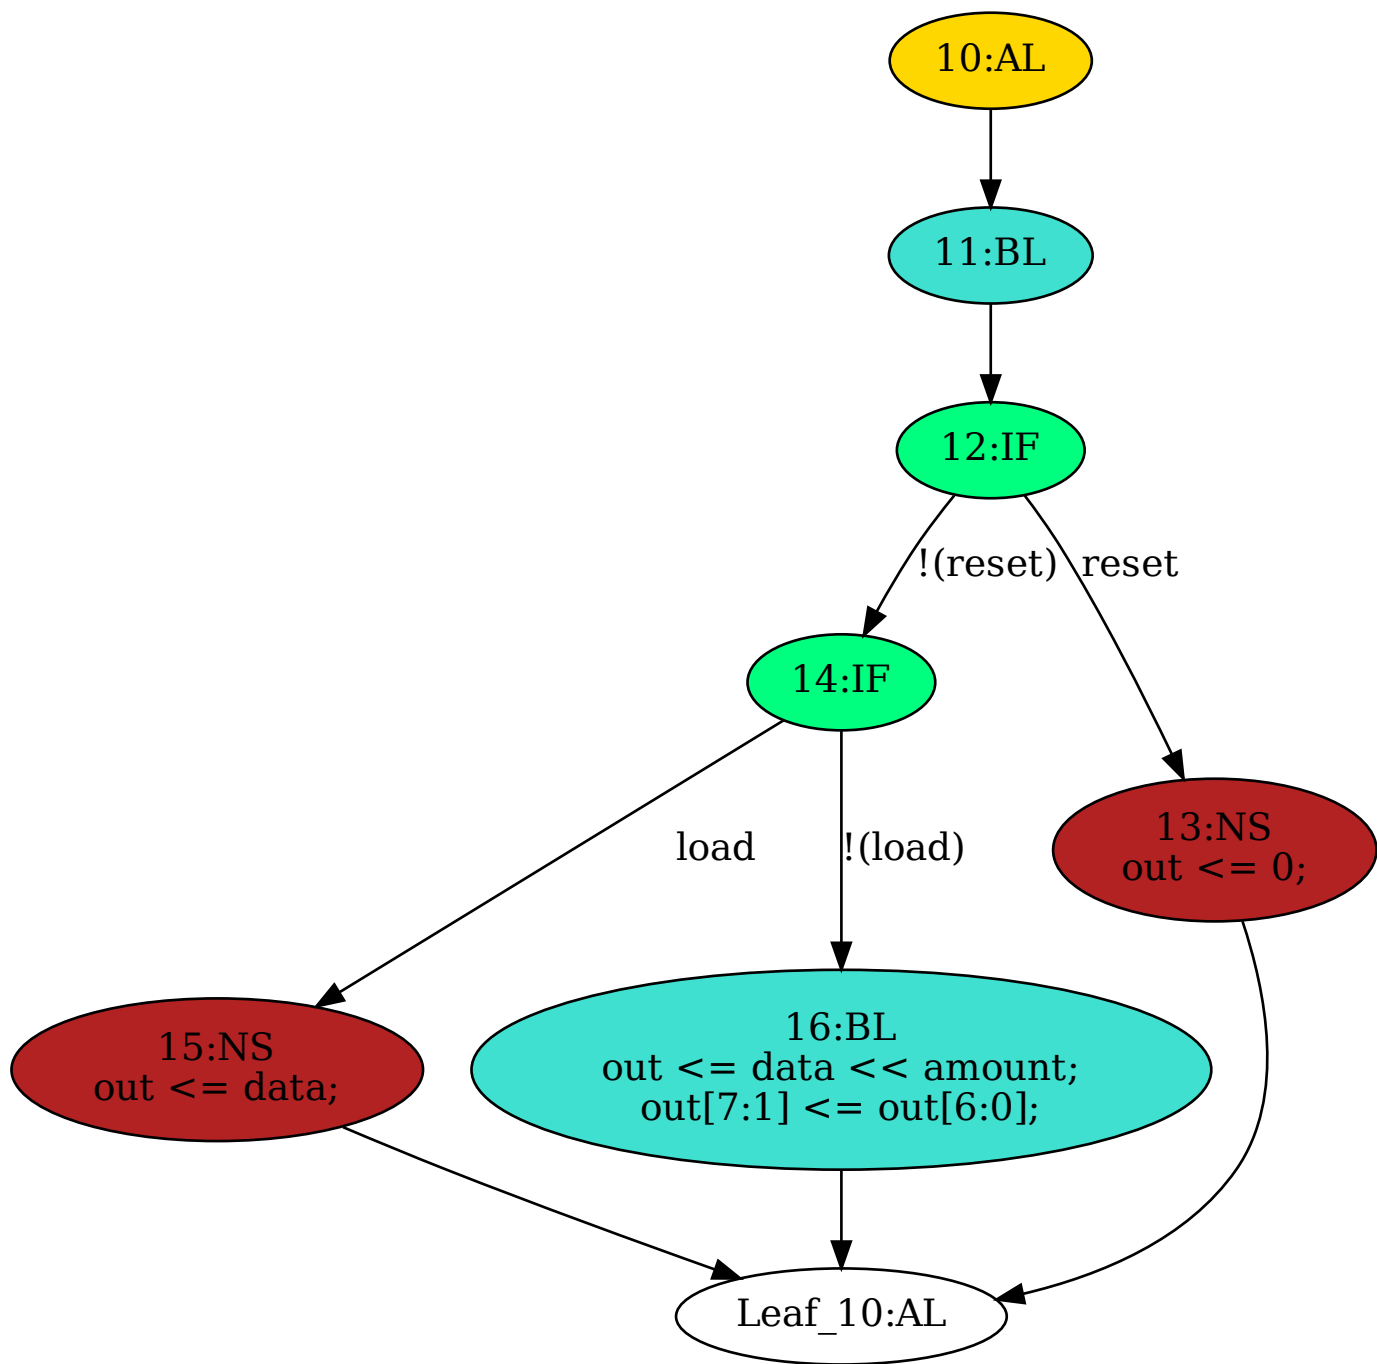 10:AL
11:BL
12:IF
!(reset)
reset
14:IF
load
!(load)
13:NS
out <= 0;
15:NS
out <= data;
16:BL
out <= data << amount;
out[7:1] <= out[6:0];
Leaf_10:AL